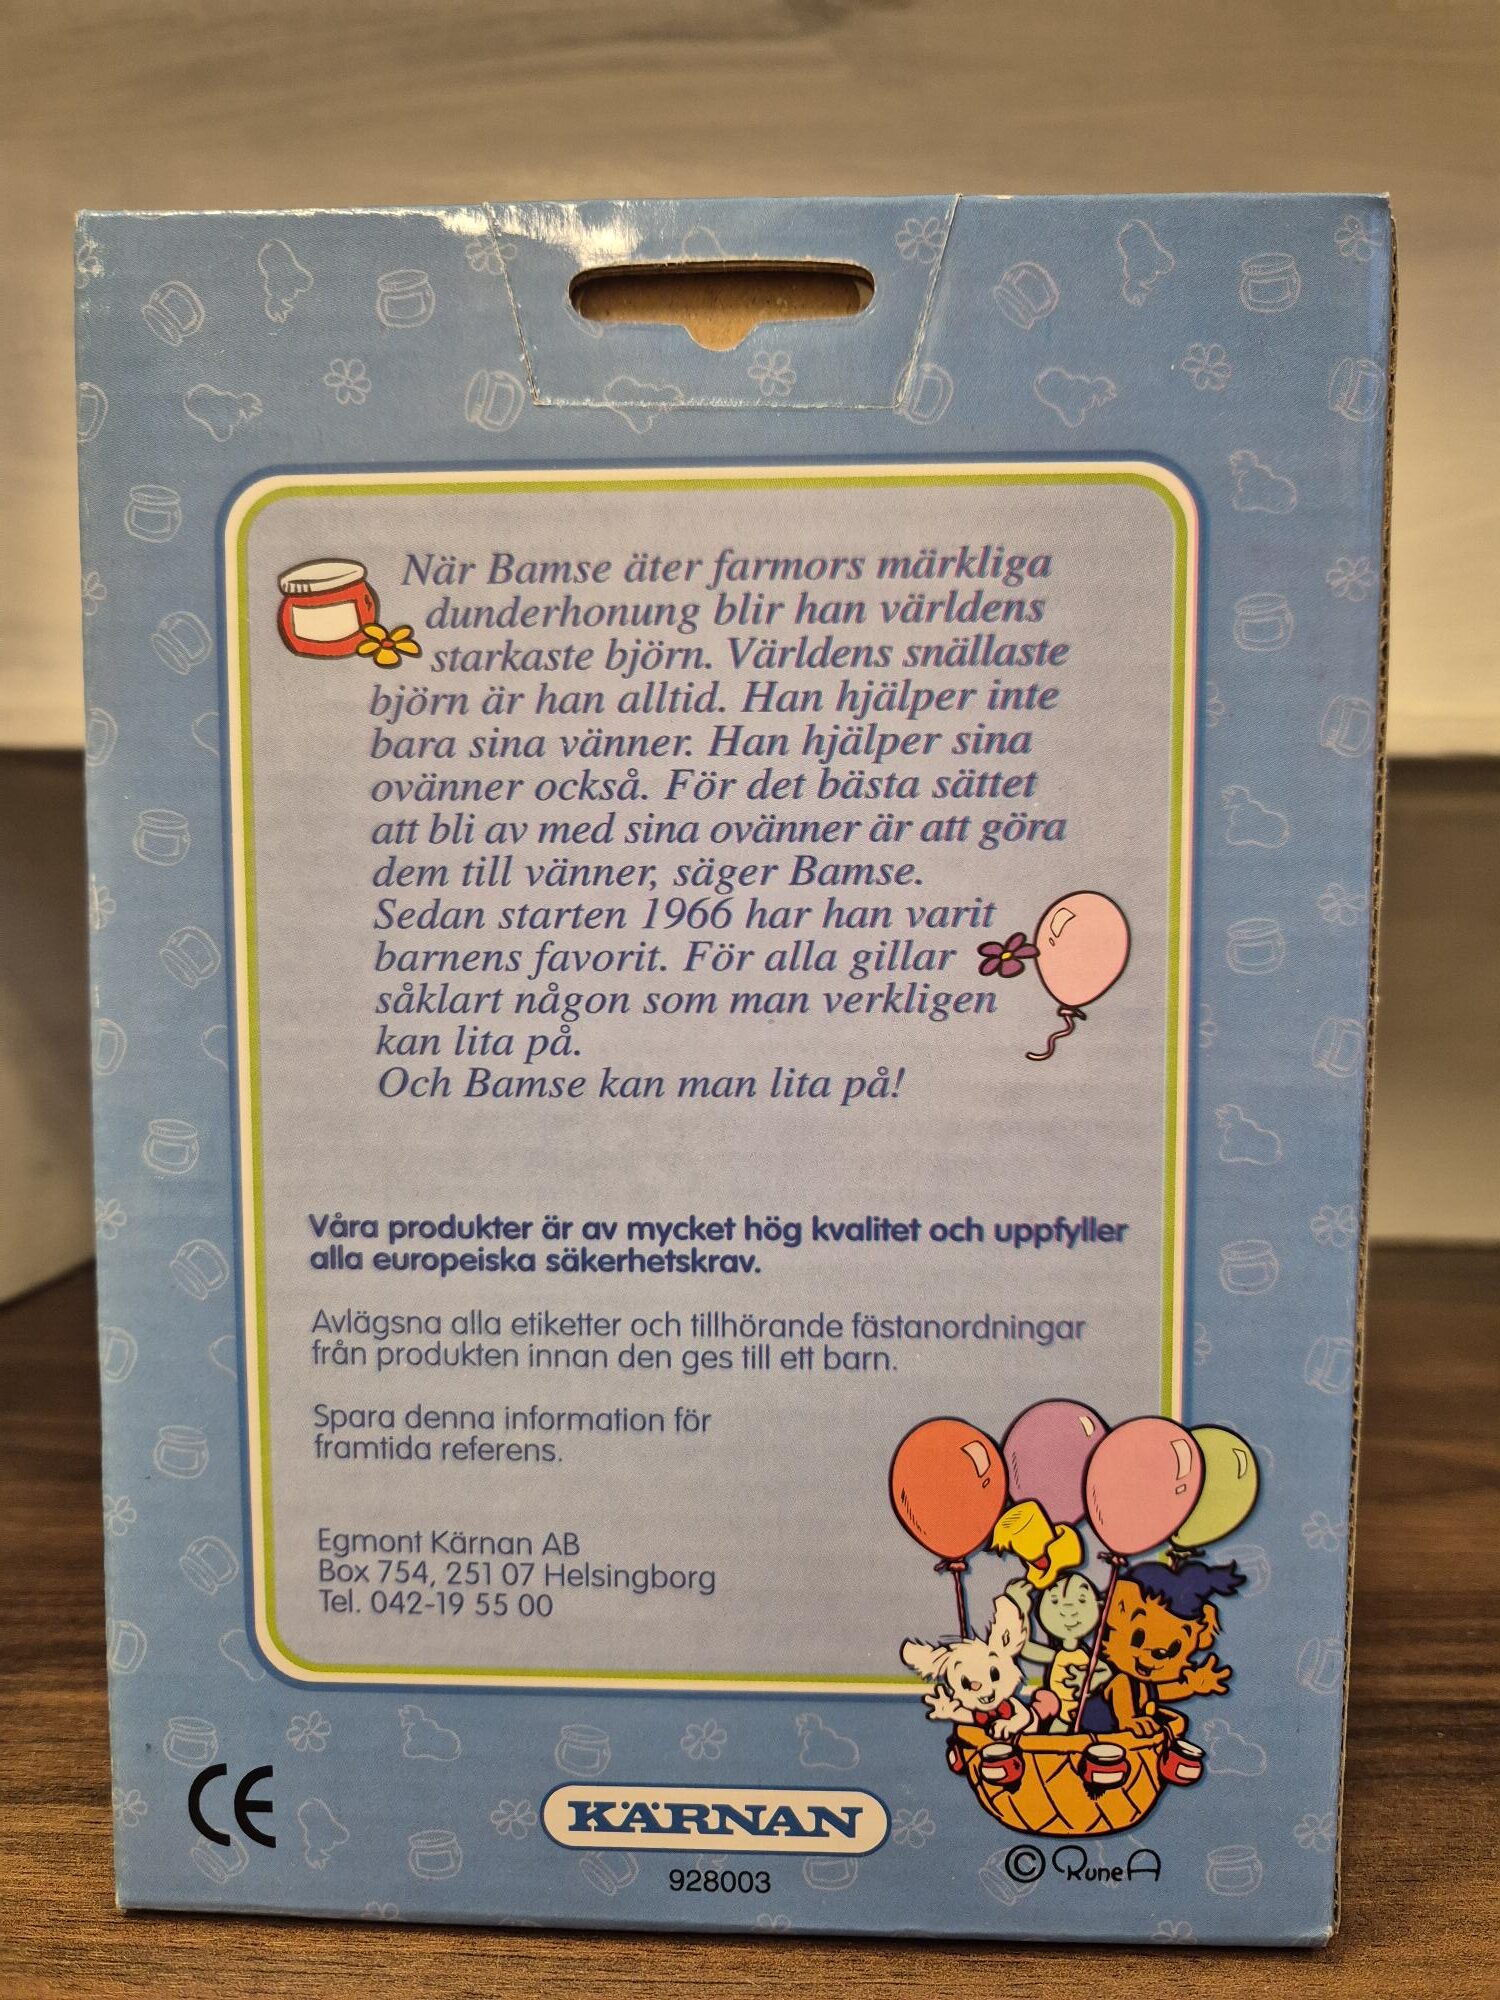 När Bamse äter farmors märkliga
dunderhonung blir han världens
starkaste björn. Världens snällaste
björn är han alltid. Han hjälper inte
bara sina vänner. Han hjälper sina
ovänner också. För det bästa sättet
att bli av med sina ovänner är att göra
dem till vänner, säger Bamse.
Sedan starten 1966 har han varit
barnens favorit. För alla gillar
såklart någon som man verkligen
kan lita på.
Och Bamse kan man lita på!
Våra produkter är av mycket hög kvalitet och uppfyller
alla europeiska säkerhetskrav.
Avlägsna alla etiketter och tillhörande fästanordningar
från produkten innan den ges till ett barn.
Spara denna information för
framtida referens.
Egmont Kärnan AB
Box 754, 251 07 Helsingborg
Tel. 042-19 55 00
CE
KÄRNAN
928003
© Rune A